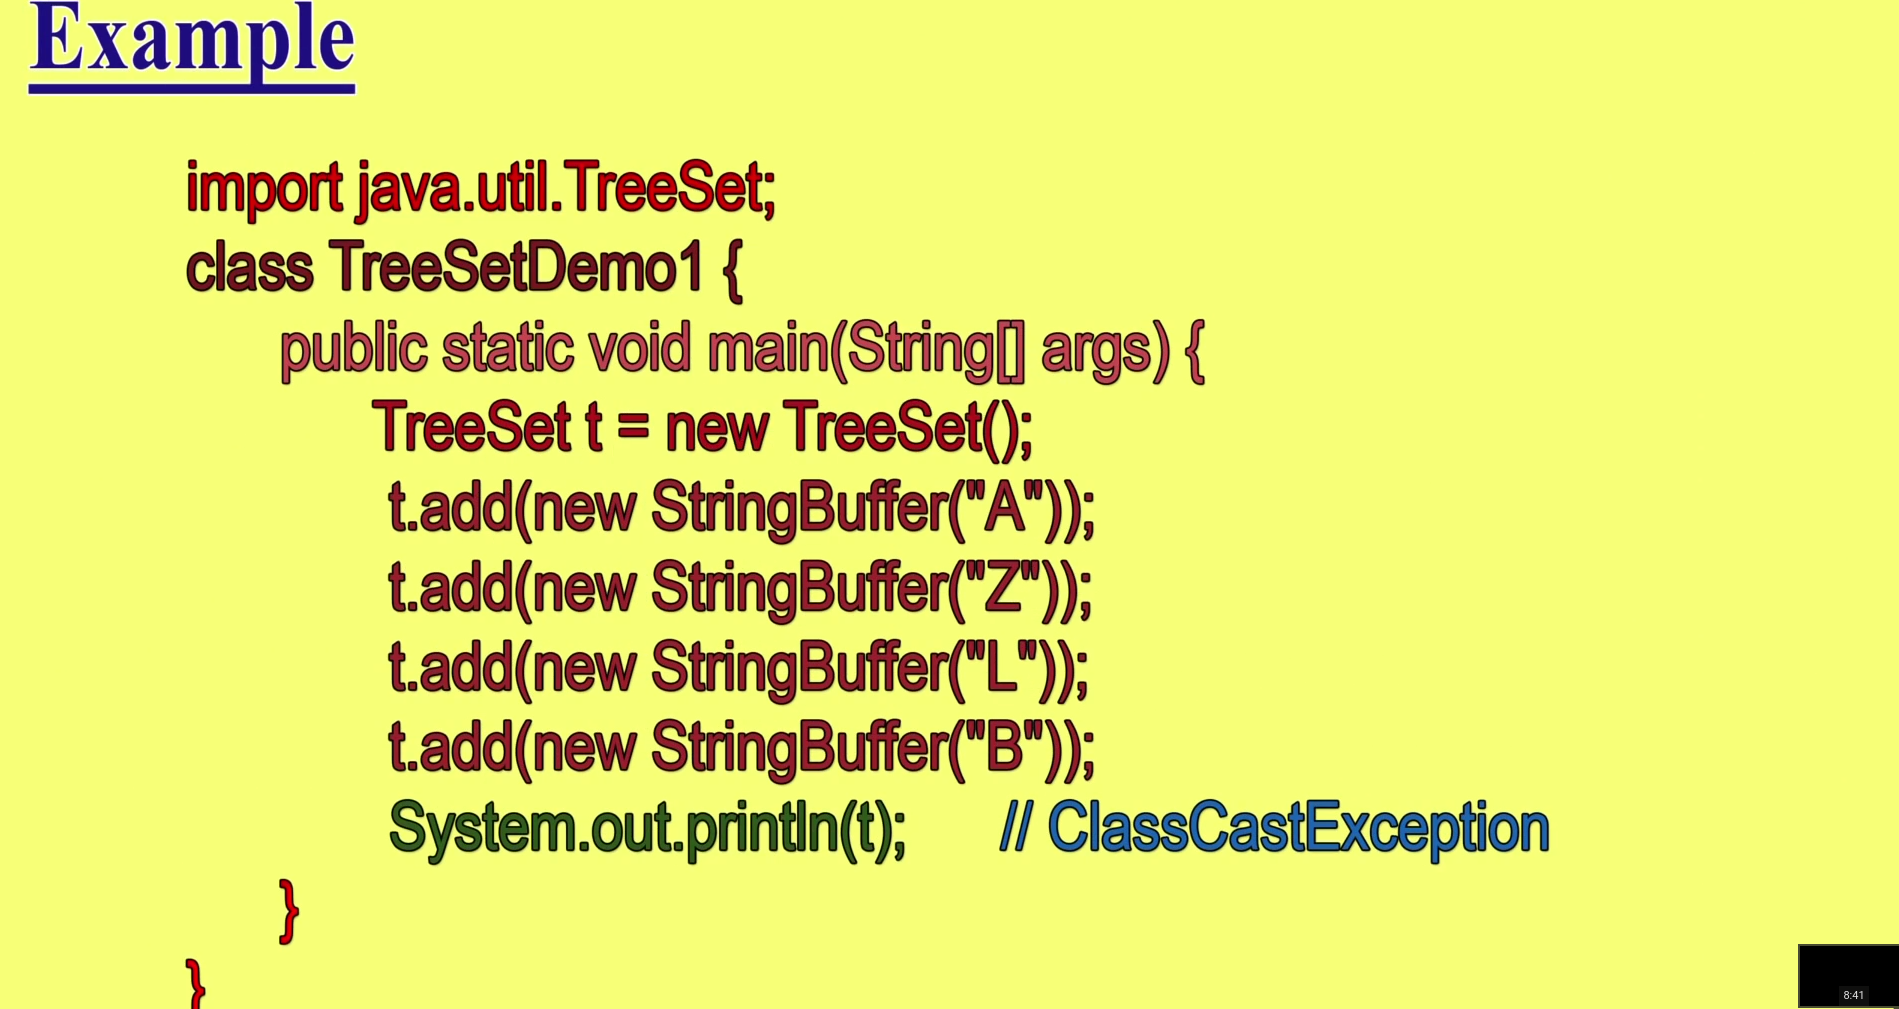 Example
import java.util.TreeSet;
class TreeSetDemo1 {
public static void main(String[] args) {
TreeSet t = new TreeSet();
t.add(new StringBuffer("A"));
t.add(new StringBuffer("Z"));
t.add(new StringBuffer("L"));
t.add(new StringBuffer("B"));
System.out.println(t); // ClassCastException
}
}
8:41